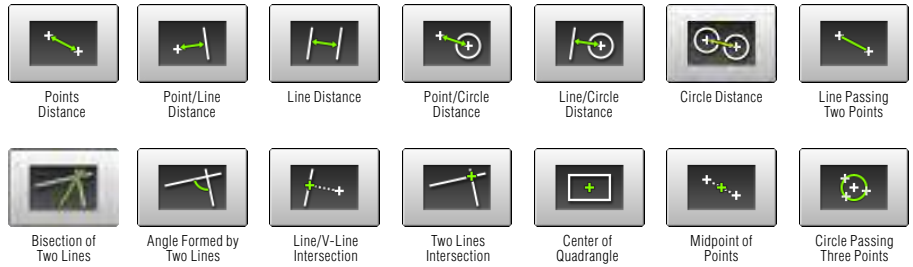 Points
Distance
Point/Line
Distance
Line Distance
Point/Circle
Distance
Line/Circle
Distance
Circle Distance
Line Passing
Two Points
Bisection of
Two Lines
Angle Formed by
Two Lines
Line/V-Line
Intersection
Two Lines
Intersection
Center of
Quadrangle
Midpoint of
Points
Circle Passing
Three Points